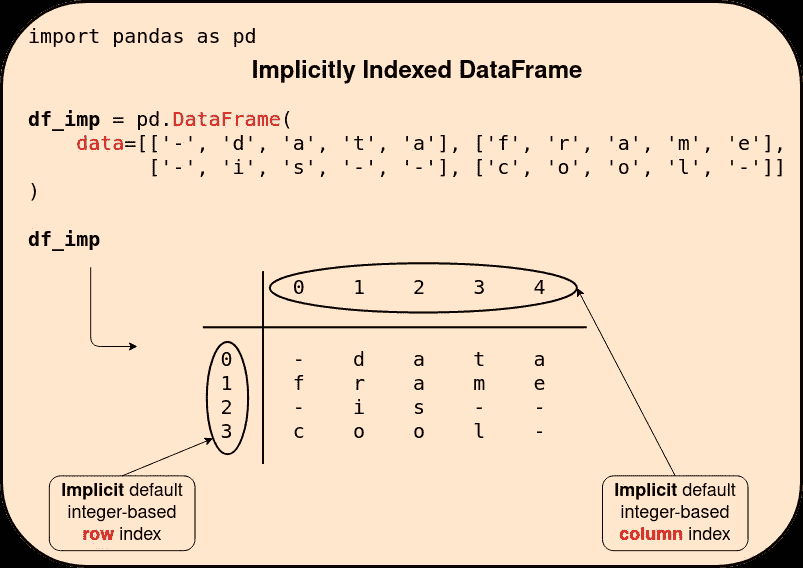 import pandas as pd
Implicitly Indexed DataFrame
df_imp = pd.DataFrame(
    data=[['-', 'd', 'a', 't', 'a'], ['f', 'r', 'a', 'm', 'e'],
          ['-', 'i', 's', '-', '-'], ['c', 'o', 'o', 'l', '-']]
)
df_imp
0 1 2 3 4
0 - d a t a
1 f r a m e
2 - i s - -
3 c o o l -
Implicit default
integer-based
row index
Implicit default
integer-based
column index